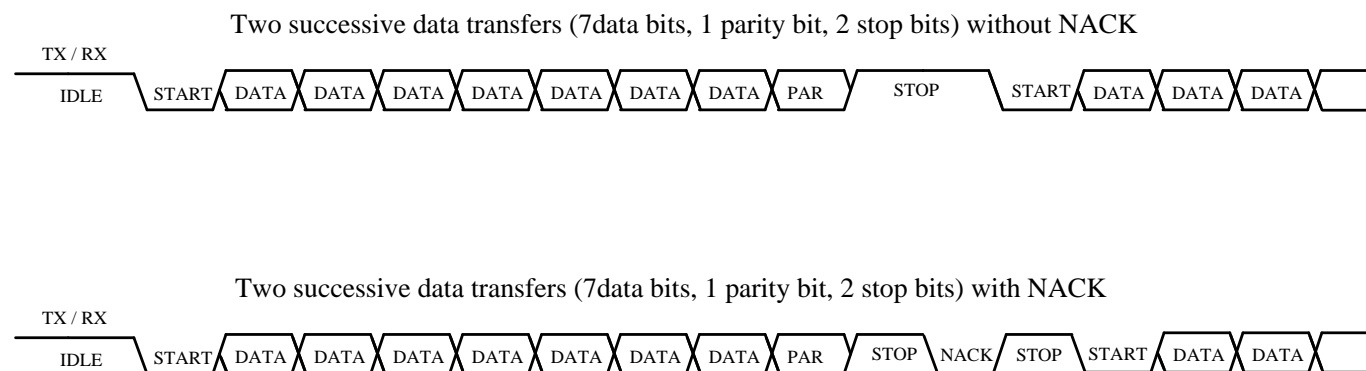 Two successive data transfers (7data bits, 1 parity bit, 2 stop bits) without NACK
TX / RX
IDLE START DATA DATA DATA DATA DATA DATA DATA PAR STOP START DATA DATA DATA
Two successive data transfers (7data bits, 1 parity bit, 2 stop bits) with NACK
TX / RX
IDLE START DATA DATA DATA DATA DATA DATA DATA PAR STOP NACK STOP START DATA DATA